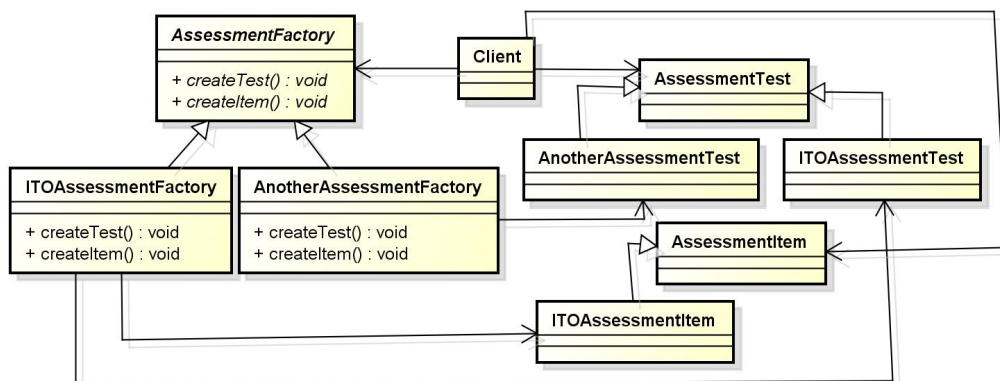 AssessmentFactory
+ createTest() : void
+ createItem() : void
Client
AssessmentTest
AnotherAssessmentTest
ITOAssessmentTest
ITOAssessmentFactory
+ createTest() : void
+ createItem() : void
AnotherAssessmentFactory
+ createTest() : void
+ createItem() : void
AssessmentItem
ITOAssessmentItem